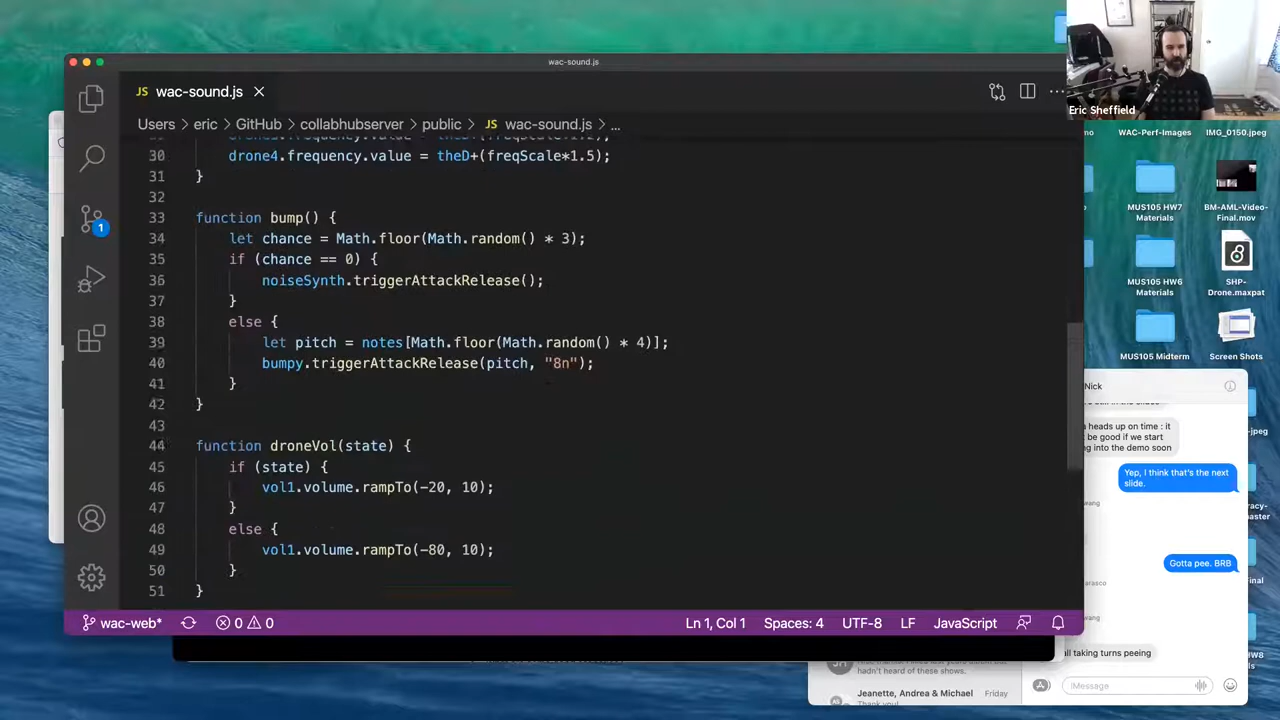 wac-sound.js
JS wac-sound.js
Users > eric > GitHub > collabhubserver > public > JS wac-sound.js > ...
30 drone4.frequency.value = theD+(freqScale*1.5);
31 }
32
33 function bump() {
34 let chance = Math.floor(Math.random() * 3);
35 if (chance == 0) {
36 noiseSynth.triggerAttackRelease();
37 }
38 else {
39 let pitch = notes[Math.floor(Math.random() * 4)];
40 bumpy.triggerAttackRelease(pitch, "8n");
41 }
42 }
43
44 function droneVol(state) {
45 if (state) {
46 vol1.volume.rampTo(-20, 10);
47 }
48 else {
49 vol1.volume.rampTo(-80, 10);
50 }
51 }
1
wac-web*
0 0
Ln 1, Col 1
Spaces: 4
UTF-8
LF
JavaScript
Eric Sheffield
WAC-Perf-Images
IMG_0150.jpeg
MUS105 HW7
Materials
BM-AML-Video-
Final.mov
MUS105 HW6
Materials
SHP-
Drone.maxpat
MUS105 Midterm
Screen Shots
Nick
heads up on time : it
be good if we start
into the demo soon
Yep, I think that's the next
slide.
Gotta pee. BRB
all taking turns peeing
iMessage
hadn't heard of these shows.
Jeanette, Andrea & Michael
Friday
Thank you!